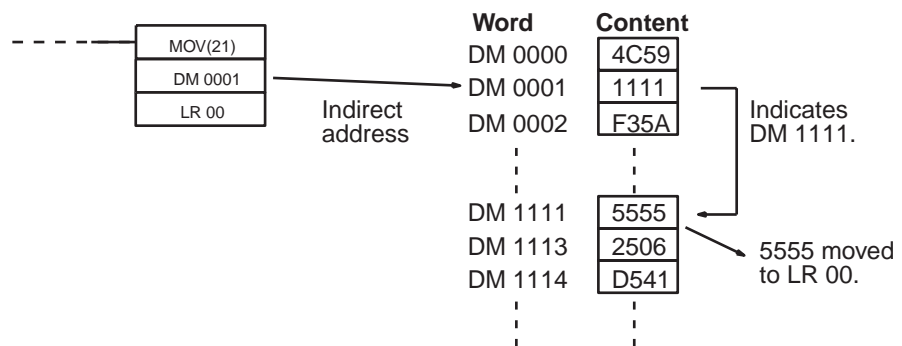 MOV(21)
DM 0001
LR 00
Indirect
address
Word Content
DM 0000 4C59
DM 0001 1111
DM 0002 F35A
Indicates
DM 1111.
DM 1111 5555
DM 1113 2506
DM 1114 D541
5555 moved
to LR 00.